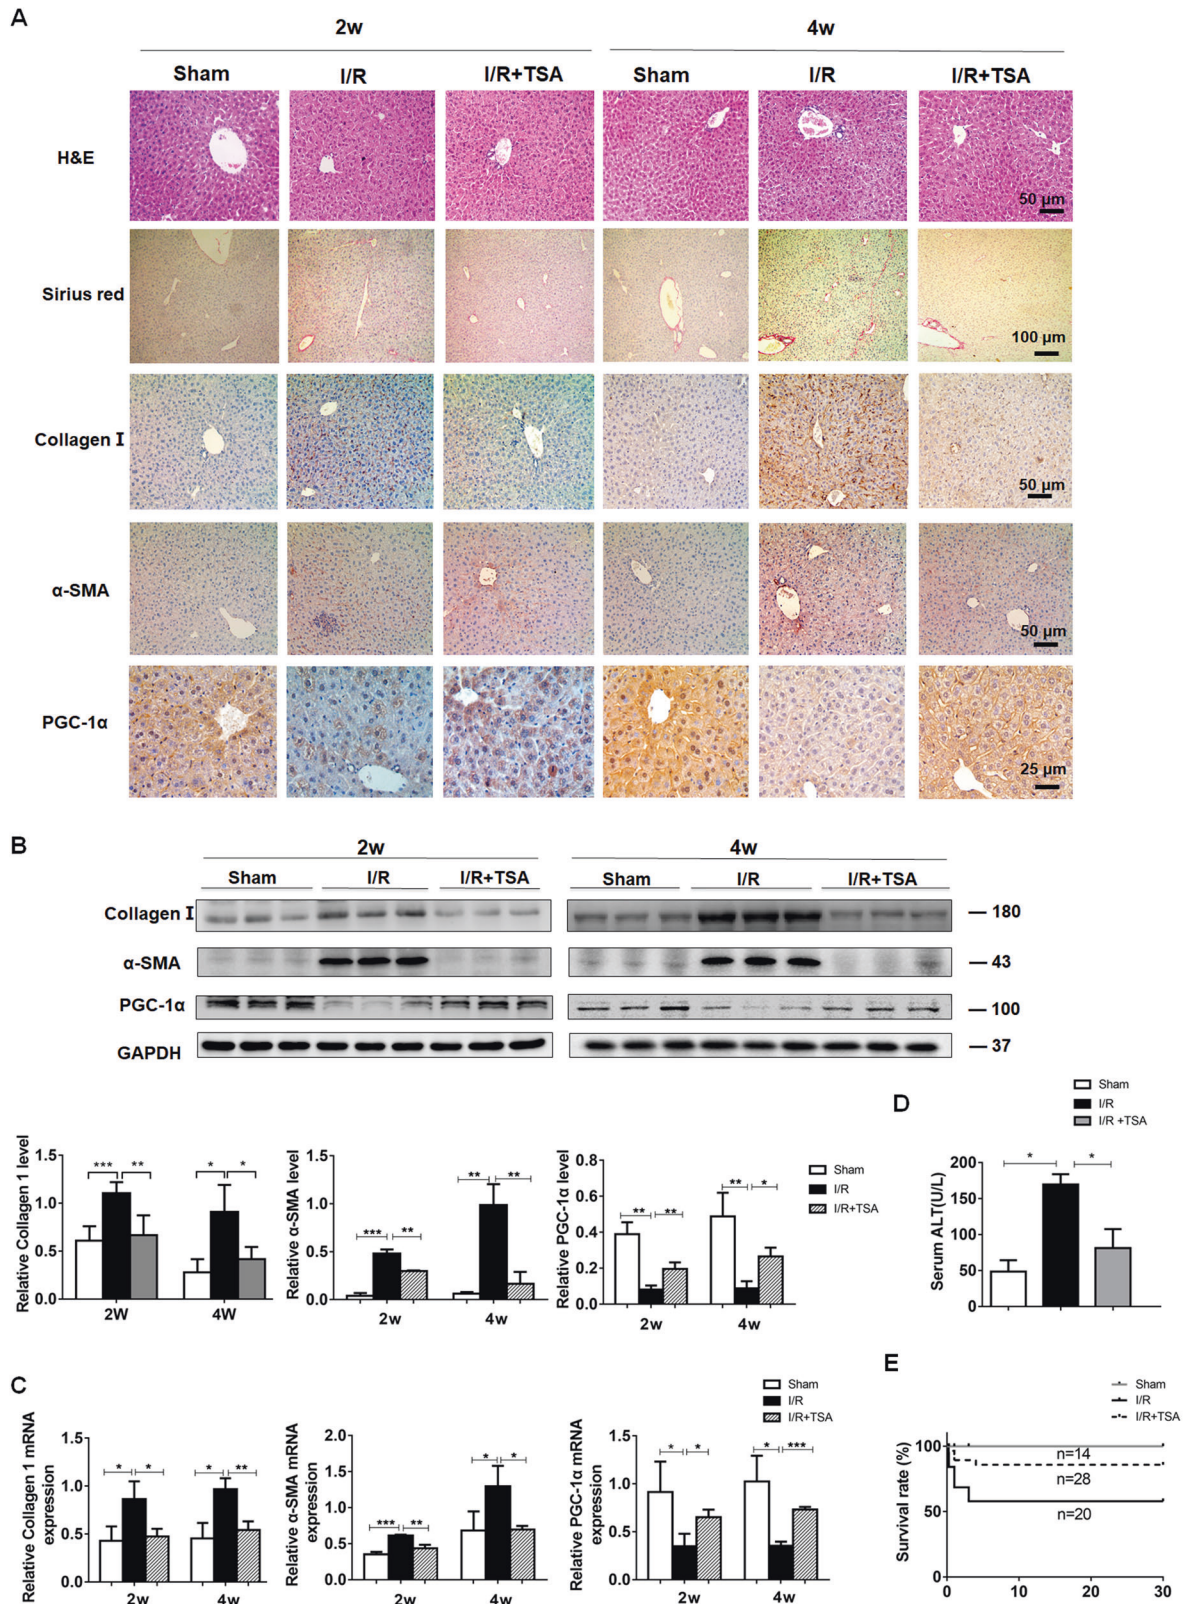 A
2w
4w
Sham
I/R
I/R+TSA
Sham
I/R
I/R+TSA
H&E
50 μm
Sirius red
100 μm
Collagen I
50 μm
α-SMA
50 μm
PGC-1α
25 μm
B
2w
4w
Sham
I/R
I/R+TSA
Sham
I/R
I/R+TSA
Collagen I
— 180
α-SMA
— 43
PGC-1α
— 100
GAPDH
— 37
Relative Collagen 1 level
1.5
1.0
0.5
0.0
***
**
*
*
2W
4W
Relative α-SMA level
1.5
1.0
0.5
0.0
***
**
**
**
2w
4w
Relative PGC-1α level
0.8
0.6
0.4
0.2
0.0
**
**
**
*
2w
4w
Sham
I/R
I/R+TSA
D
Sham
I/R
I/R +TSA
Serum ALT(U/L)
200
150
100
50
0
*
*
C
Relative Collagen 1 mRNA
expression
1.5
1.0
0.5
0.0
*
*
*
**
2w
4w
Relative α-SMA mRNA
expression
2.0
1.5
1.0
0.5
0.0
***
**
*
*
2w
4w
Sham
I/R
I/R+TSA
Relative PGC-1α mRNA
expression
1.5
1.0
0.5
0.0
*
*
*
***
2w
4w
E
Sham
I/R
I/R+TSA
Survival rate (%)
100
50
0
n=14
n=28
n=20
0
10
20
30